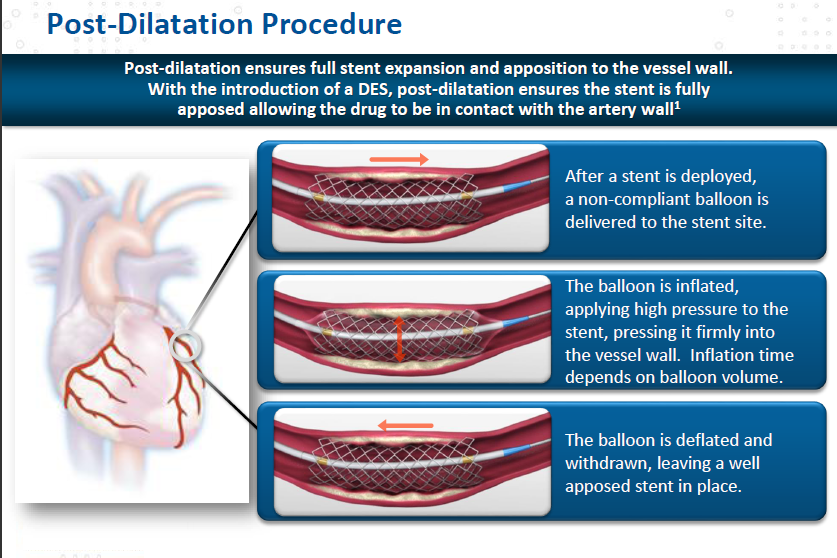 Post-Dilatation Procedure
Post-dilatation ensures full stent expansion and apposition to the vessel wall.
With the introduction of a DES, post-dilatation ensures the stent is fully
apposed allowing the drug to be in contact with the artery wall¹
After a stent is deployed,
a non-compliant balloon is
delivered to the stent site.
The balloon is inflated,
applying high pressure to the
stent, pressing it firmly into
the vessel wall.  Inflation time
depends on balloon volume.
The balloon is deflated and
withdrawn, leaving a well
apposed stent in place.